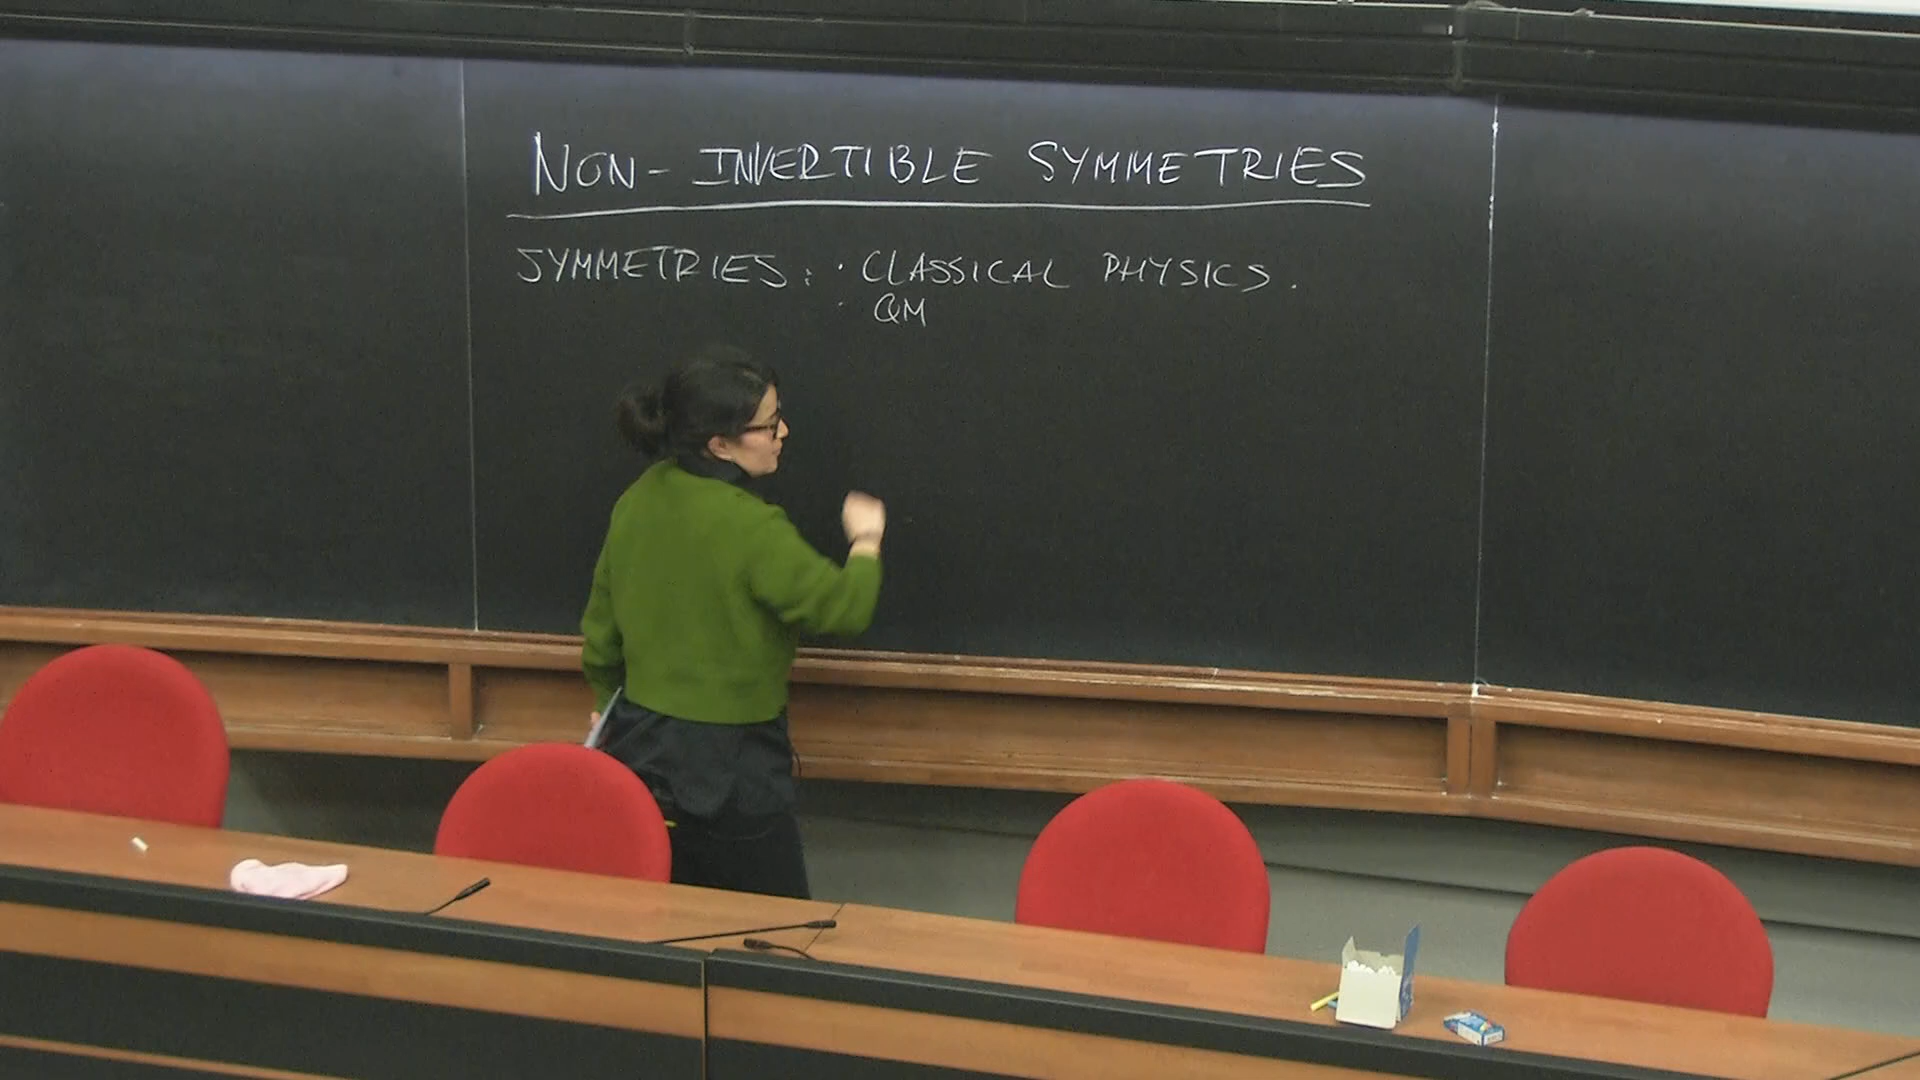 NON-INVERTIBLE SYMMETRIES
SYMMETRIES: · CLASSICAL PHYSICS.
· QM